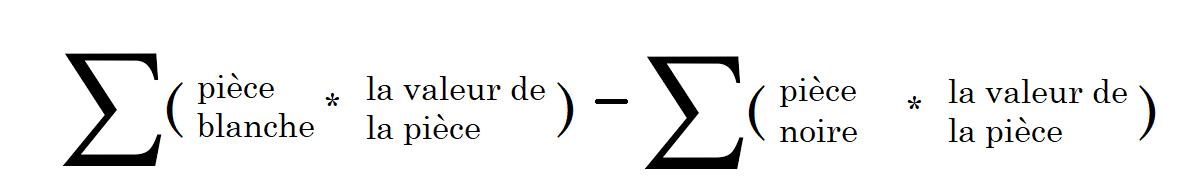 ∑( pièce blanche * la valeur de la pièce ) − ∑( pièce noire * la valeur de la pièce )